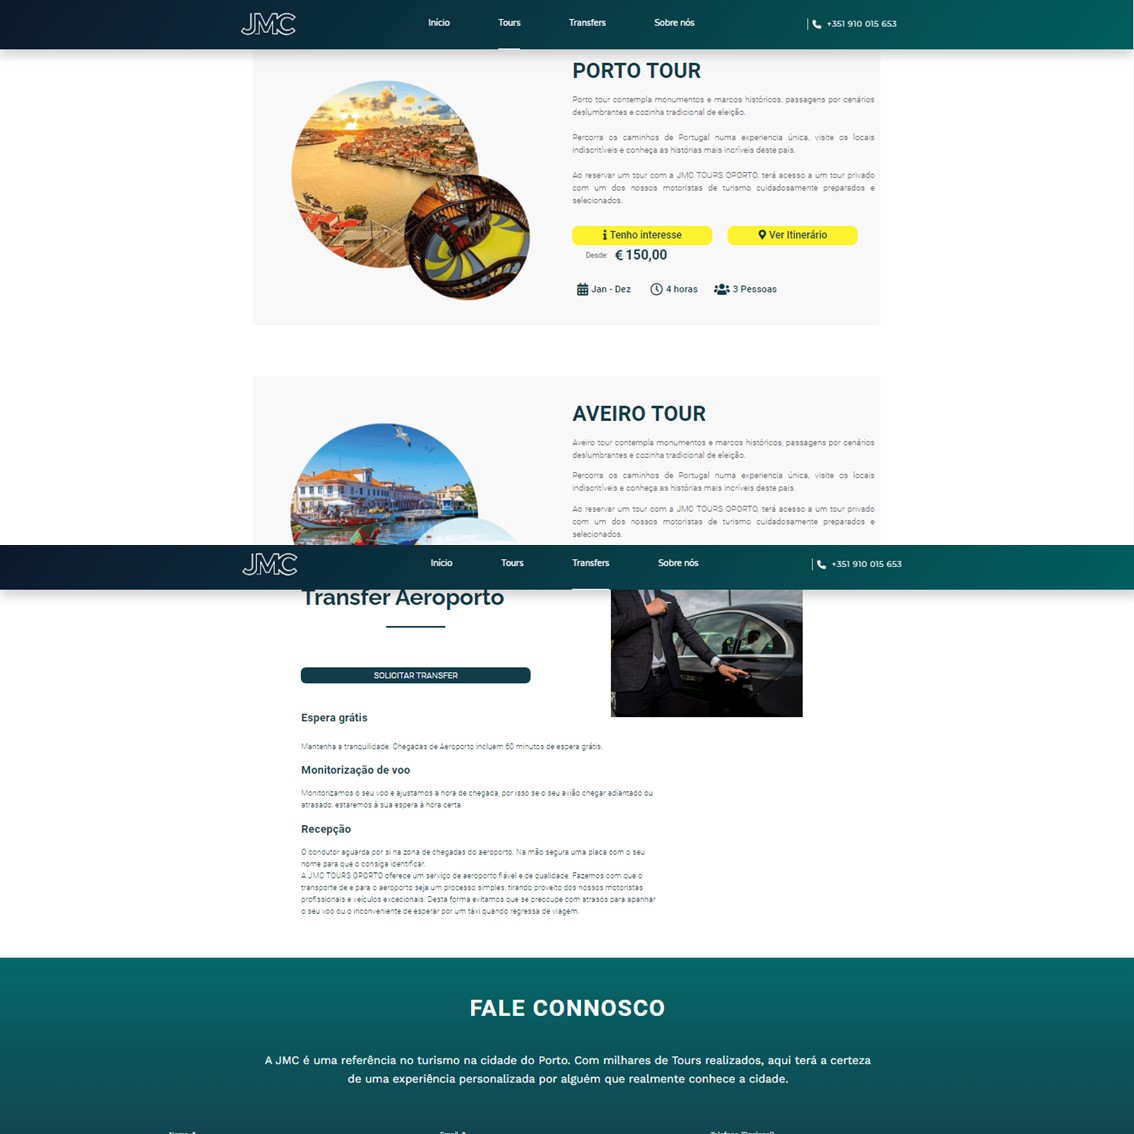 JMC
Início
Tours
Transfers
Sobre nós
+351 910 015 653
PORTO TOUR
Porto tour contempla monumentos e marcos históricos, passagens por cenários
deslumbrantes e cozinha tradicional de eleição.
Percorra os caminhos de Portugal numa experiencia única, visite os locais
indiscritíveis e conheça as histórias mais incríveis deste pais.
Ao reservar um tour com a JMC TOURS OPORTO, terá acesso a um tour privado
com um dos nossos motoristas de turismo cuidadosamente preparados e
selecionados.
Tenho interesse
Ver Itinerário
Desde: € 150,00
Jan - Dez
4 horas
3 Pessoas
AVEIRO TOUR
Aveiro tour contempla monumentos e marcos históricos, passagens por cenários
deslumbrantes e cozinha tradicional de eleição.
Percorra os caminhos de Portugal numa experiencia única, visite os locais
indiscritíveis e conheça as histórias mais incríveis deste pais.
Ao reservar um tour com a JMC TOURS OPORTO, terá acesso a um tour privado
com um dos nossos motoristas de turismo cuidadosamente preparados e
selecionados.
JMC
Início
Tours
Transfers
Sobre nós
+351 910 015 653
Transfer Aeroporto
SOLICITAR TRANSFER
Espera grátis
Mantenha a tranquilidade. Chegadas de Aeroporto incluem 60 minutos de espera grátis.
Monitorização de voo
Monitorizamos o seu voo e ajustamos a hora de chegada, por isso se o seu avião chegar adiantado ou
atrasado, estaremos à sua espera à hora certa.
Recepção
O condutor aguarda por si na zona de chegadas do aeroporto. Na mão segura uma placa com o seu
nome para que o consiga identificar.
A JMC TOURS OPORTO oferece um serviço de aeroporto fiável e de qualidade. Fazemos com que o
transporte de e para o aeroporto seja um processo simples, tirando proveito dos nossos motoristas
profissionais e veículos excecionais. Desta forma evitamos que se preocupe com atrasos para apanhar
o seu voo ou o inconveniente de esperar por um táxi quando regressa de viagem.
FALE CONNOSCO
A JMC é uma referência no turismo na cidade do Porto. Com milhares de Tours realizados, aqui terá a certeza
de uma experiência personalizada por alguém que realmente conhece a cidade.